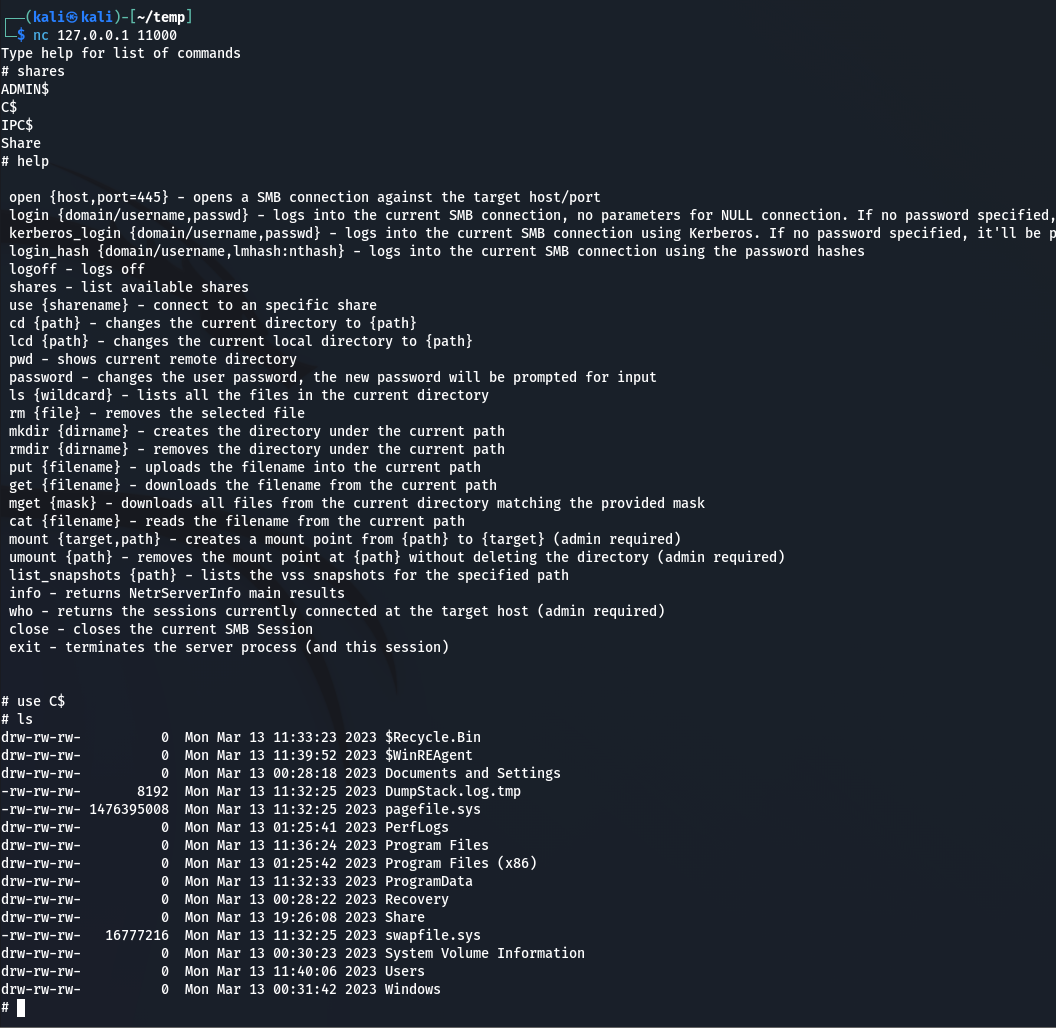 ┌──(kali㉿kali)-[~/temp]
└─$ nc 127.0.0.1 11000
Type help for list of commands
# shares
ADMIN$
C$
IPC$
Share
# help

 open {host,port=445} - opens a SMB connection against the target host/port
 login {domain/username,passwd} - logs into the current SMB connection, no parameters for NULL connection. If no password specified,
 kerberos_login {domain/username,passwd} - logs into the current SMB connection using Kerberos. If no password specified, it'll be p
 login_hash {domain/username,lmhash:nthash} - logs into the current SMB connection using the password hashes
 logoff - logs off
 shares - list available shares
 use {sharename} - connect to an specific share
 cd {path} - changes the current directory to {path}
 lcd {path} - changes the current local directory to {path}
 pwd - shows current remote directory
 password - changes the user password, the new password will be prompted for input
 ls {wildcard} - lists all the files in the current directory
 rm {file} - removes the selected file
 mkdir {dirname} - creates the directory under the current path
 rmdir {dirname} - removes the directory under the current path
 put {filename} - uploads the filename into the current path
 get {filename} - downloads the filename from the current path
 mget {mask} - downloads all files from the current directory matching the provided mask
 cat {filename} - reads the filename from the current path
 mount {target,path} - creates a mount point from {path} to {target} (admin required)
 umount {path} - removes the mount point at {path} without deleting the directory (admin required)
 list_snapshots {path} - lists the vss snapshots for the specified path
 info - returns NetrServerInfo main results
 who - returns the sessions currently connected at the target host (admin required)
 close - closes the current SMB Session
 exit - terminates the server process (and this session)

# use C$
# ls
drw-rw-rw-          0  Mon Mar 13 11:33:23 2023 $Recycle.Bin
drw-rw-rw-          0  Mon Mar 13 11:39:52 2023 $WinREAgent
drw-rw-rw-          0  Mon Mar 13 00:28:18 2023 Documents and Settings
-rw-rw-rw-       8192  Mon Mar 13 11:32:25 2023 DumpStack.log.tmp
-rw-rw-rw- 1476395008  Mon Mar 13 11:32:25 2023 pagefile.sys
drw-rw-rw-          0  Mon Mar 13 01:25:41 2023 PerfLogs
drw-rw-rw-          0  Mon Mar 13 11:36:24 2023 Program Files
drw-rw-rw-          0  Mon Mar 13 01:25:42 2023 Program Files (x86)
drw-rw-rw-          0  Mon Mar 13 11:32:33 2023 ProgramData
drw-rw-rw-          0  Mon Mar 13 00:28:22 2023 Recovery
drw-rw-rw-          0  Mon Mar 13 19:26:08 2023 Share
-rw-rw-rw-   16777216  Mon Mar 13 11:32:25 2023 swapfile.sys
drw-rw-rw-          0  Mon Mar 13 00:30:23 2023 System Volume Information
drw-rw-rw-          0  Mon Mar 13 11:40:06 2023 Users
drw-rw-rw-          0  Mon Mar 13 00:31:42 2023 Windows
#